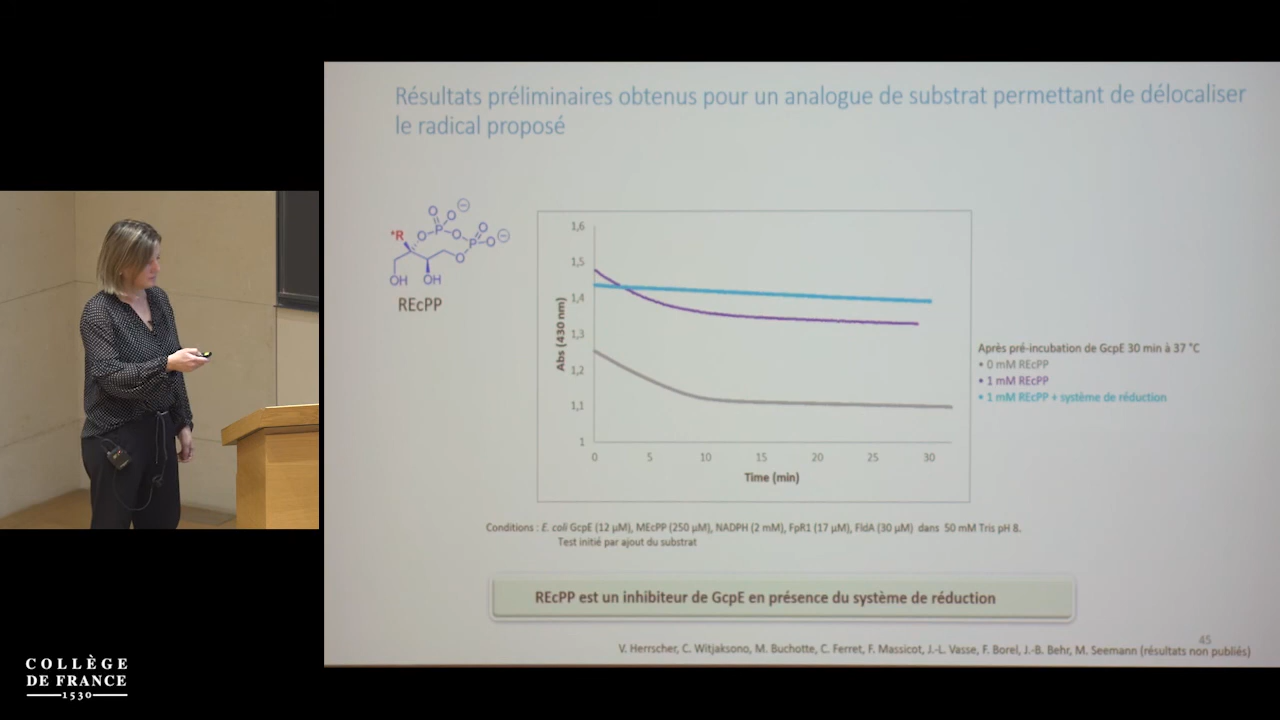 Résultats préliminaires obtenus pour un analogue de substrat permettant de délocaliser
le radical proposé
*R
O
O
⊖
P
O
O
O
P
O
⊖
O
OH
OH
REcPP
Abs (430 nm)
1,6
1,5
1,4
1,3
1,2
1,1
1
0 5 10 15 20 25 30
Time (min)
Après pré-incubation de GcpE 30 min à 37 °C
• 0 mM REcPP
• 1 mM REcPP
• 1 mM REcPP + système de réduction
Conditions : E. coli GcpE (12 µM), MEcPP (250 µM), NADPH (2 mM), FpR1 (17 µM), FldA (30 µM) dans 50 mM Tris pH 8.
Test initié par ajout du substrat
REcPP est un inhibiteur de GcpE en présence du système de réduction
45
V. Herrscher, C. Witjaksono, M. Buchotte, C. Ferret, F. Massicot, J.-L. Vasse, F. Borel, J.-B. Behr, M. Seemann (résultats non publiés)
COLLÈGE
DE FRANCE
1530